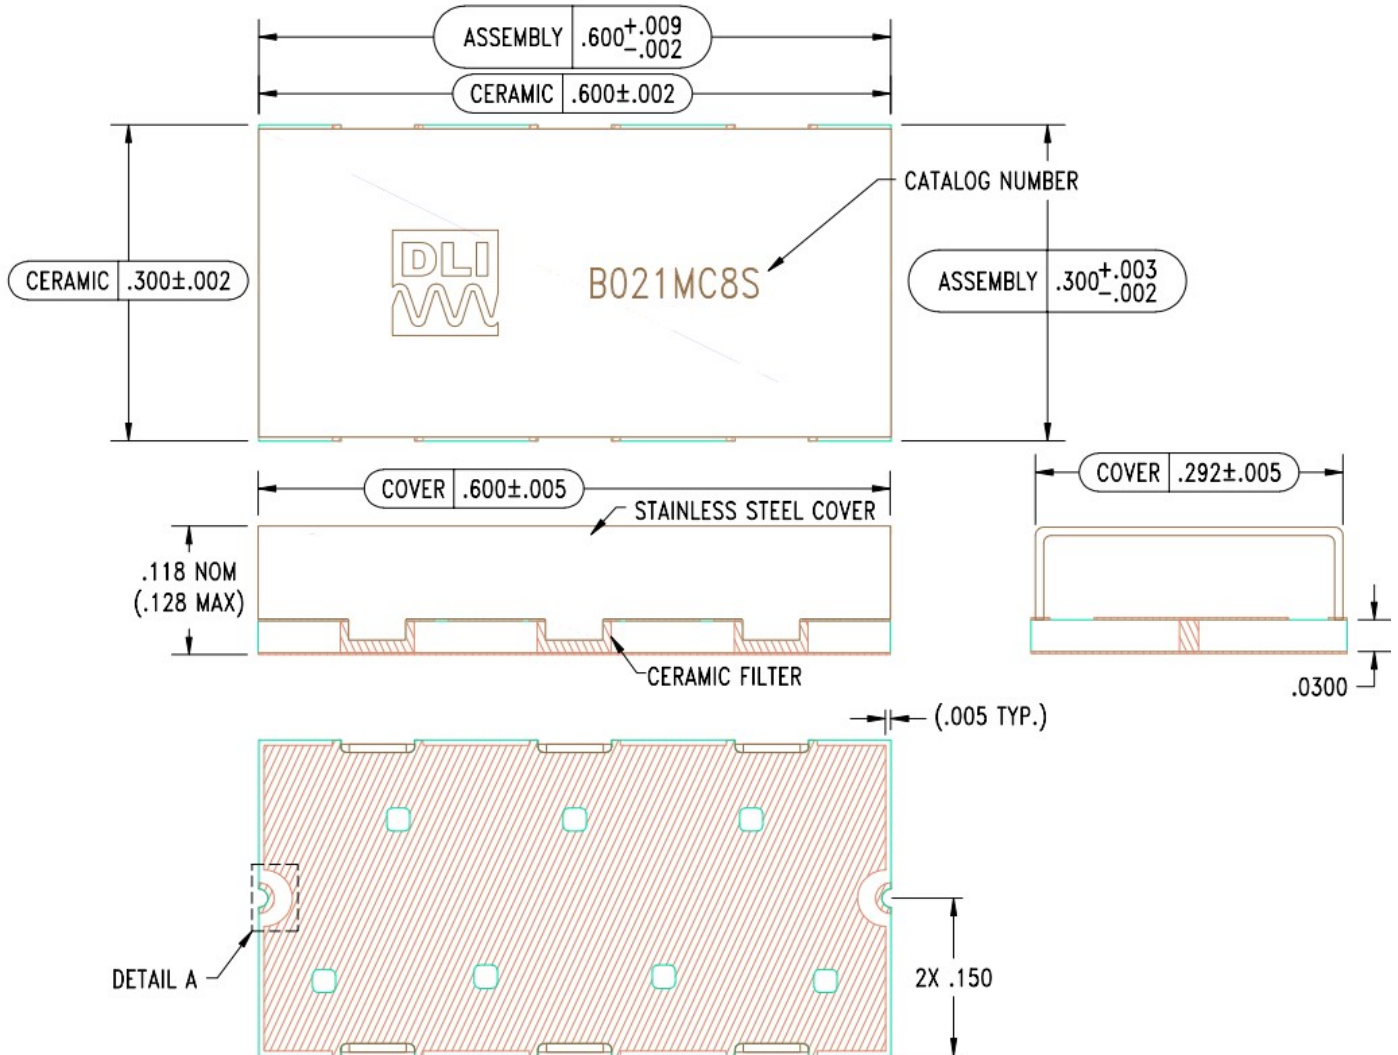 ASSEMBLY .600 +.009 -.002
CERAMIC .600±.002
CATALOG NUMBER
DLI
B021MC8S
CERAMIC .300±.002
ASSEMBLY .300 +.003 -.002
COVER .600±.005
COVER .292±.005
STAINLESS STEEL COVER
.118 NOM
(.128 MAX)
CERAMIC FILTER
.0300
(.005 TYP.)
DETAIL A
2X .150